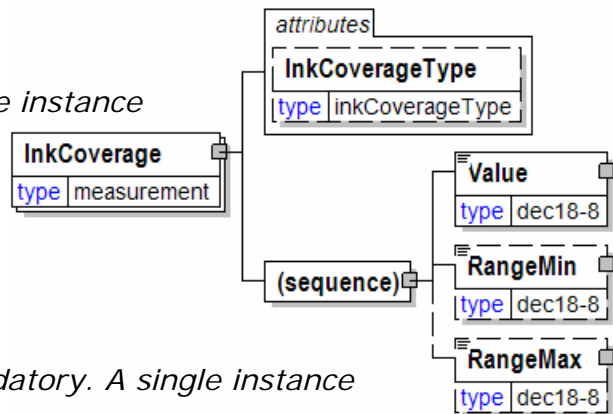 attributes
InkCoverageType
type inkCoverageType
instance
InkCoverage
type measurement
Value
type dec18-8
(sequence)
RangeMin
type dec18-8
RangeMax
type dec18-8
A single instance